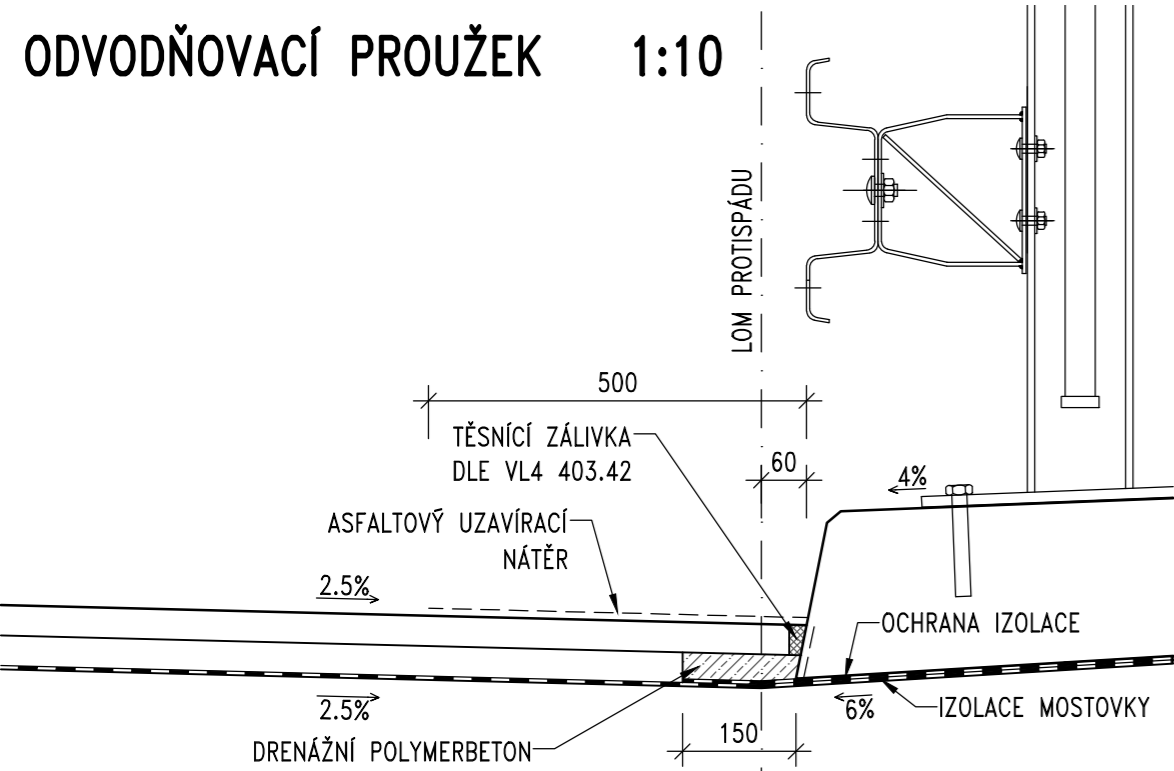 ODVODŇOVACÍ PROUŽEK 1:10
LOM PROTISPÁDU
500
TĚSNÍCÍ ZÁLIVKA
DLE VL4 403.42
60
4%
ASFALTOVÝ UZAVÍRACÍ
NÁTĚR
2.5%
OCHRANA IZOLACE
2.5%
6%
IZOLACE MOSTOVKY
150
DRENÁŽNÍ POLYMERBETON